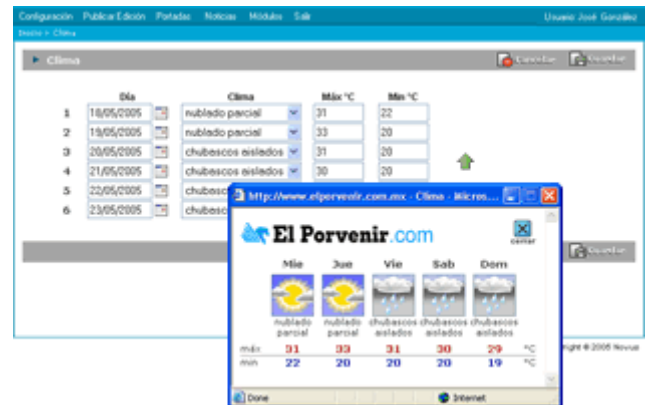 Configuración Publicar Edición Portadas Noticias Módulos Salir Usuario José González
Inicio > Clima
Clima Cancelar Guardar
Día Clima Máx °C Min °C
1 18/05/2005 nublado parcial 31 22
2 19/05/2005 nublado parcial 33 20
3 20/05/2005 chubascos aislados 31 20
4 21/05/2005 chubascos aislados 30 20
5 22/05/2005 chubasc
6 23/05/2005 chubasc
http://www.elporvenir.com.mx - Clima - Micros...
El Porvenir.com
cerrar
Guardar
Mie Jue Vie Sab Dom
nublado nublado chubascos chubascos chubascos
parcial parcial aislados aislados aislados
máx 31 33 31 30 29 °C
min 22 20 20 20 19 °C
right © 2005 Novus
Done Internet